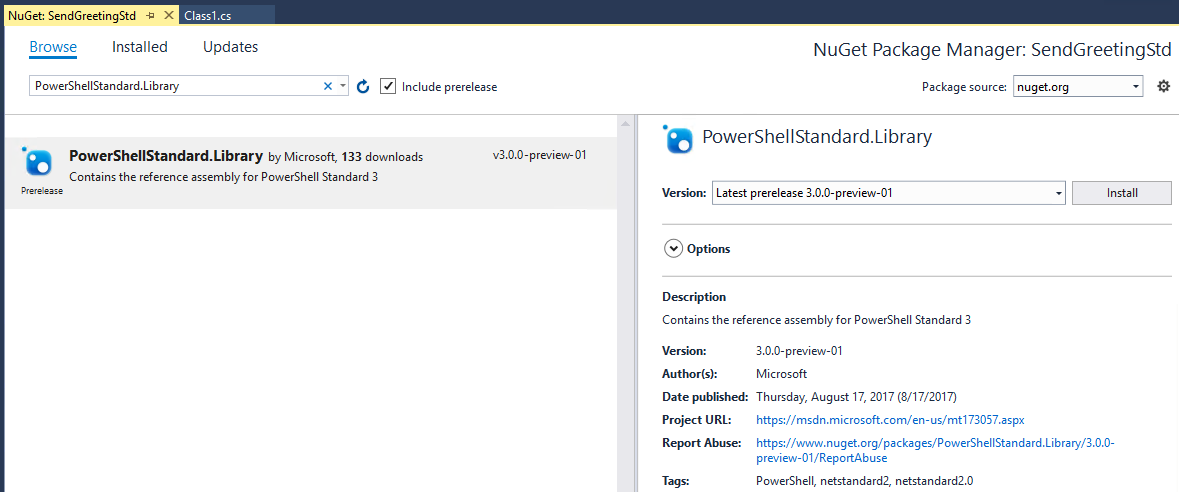 NuGet: SendGreetingStd
Class1.cs
Browse Installed Updates
NuGet Package Manager: SendGreetingStd
PowerShellStandard.Library
Include prerelease
Package source: nuget.org
PowerShellStandard.Library by Microsoft, 133 downloads
v3.0.0-preview-01
Contains the reference assembly for PowerShell Standard 3
Prerelease
PowerShellStandard.Library
Version: Latest prerelease 3.0.0-preview-01
Install
Options
Description
Contains the reference assembly for PowerShell Standard 3
Version: 3.0.0-preview-01
Author(s): Microsoft
Date published: Thursday, August 17, 2017 (8/17/2017)
Project URL: https://msdn.microsoft.com/en-us/mt173057.aspx
Report Abuse: https://www.nuget.org/packages/PowerShellStandard.Library/3.0.0-
preview-01/ReportAbuse
Tags: PowerShell, netstandard2, netstandard2.0